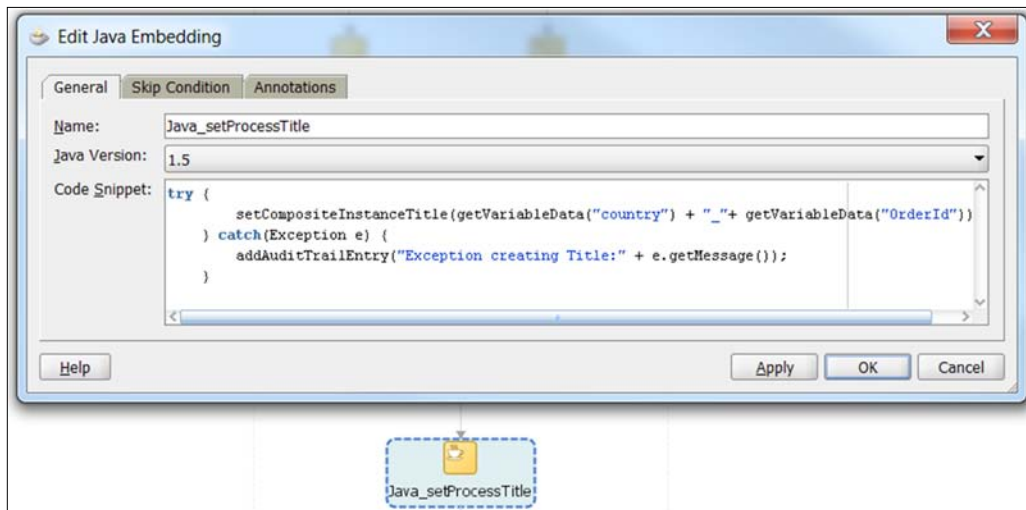 Edit Java Embedding
General Skip Condition Annotations
Name: Java_setProcessTitle
Java Version: 1.5
Code Snippet: try {
setCompositeInstanceTitle(getVariableData("country") + "_"+ getVariableData("OrderId"))
} catch(Exception e) {
addAuditTrailEntry("Exception creating Title:" + e.getMessage());
}
Help Apply OK Cancel
Java_setProcessTitle